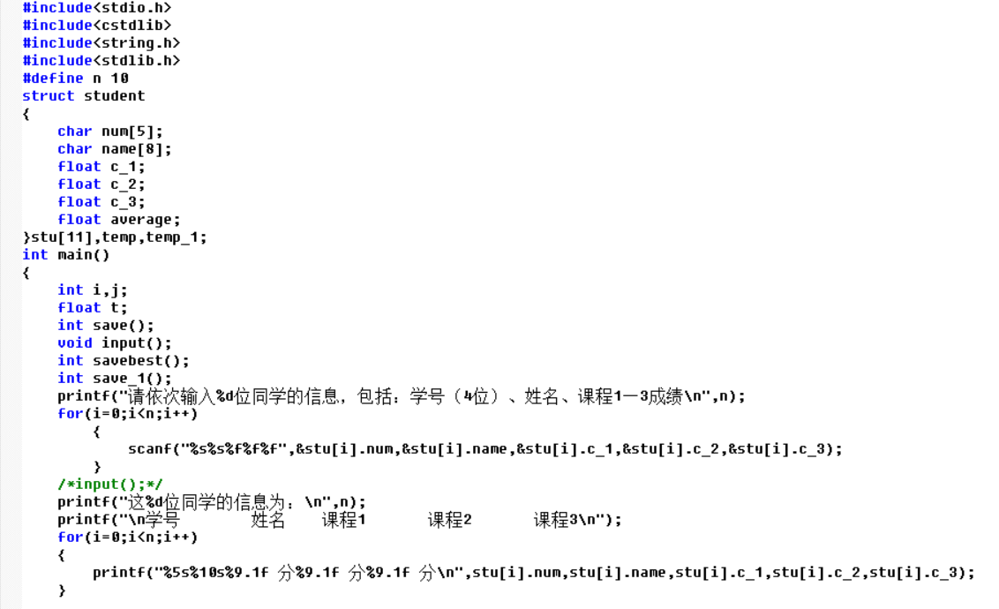 #include<stdio.h>
#include<cstdlib>
#include<string.h>
#include<stdlib.h>
#define n 10
struct student
{
    char num[5];
    char name[8];
    float c_1;
    float c_2;
    float c_3;
    float average;
}stu[11],temp,temp_1;
int main()
{
    int i,j;
    float t;
    int save();
    void input();
    int savebest();
    int save_1();
    printf("请依次输入%d位同学的信息，包括：学号（4位）、姓名、课程1—3成绩\n",n);
    for(i=0;i<n;i++)
        {
            scanf("%s%s%f%f%f",&stu[i].num,&stu[i].name,&stu[i].c_1,&stu[i].c_2,&stu[i].c_3);
        }
    /*input();*/
    printf("这%d位同学的信息为：\n",n);
    printf("\n学号        姓名    课程1       课程2       课程3\n");
    for(i=0;i<n;i++)
    {
        printf("%5s%10s%9.1f 分%9.1f 分%9.1f 分\n",stu[i].num,stu[i].name,stu[i].c_1,stu[i].c_2,stu[i].c_3);
    }